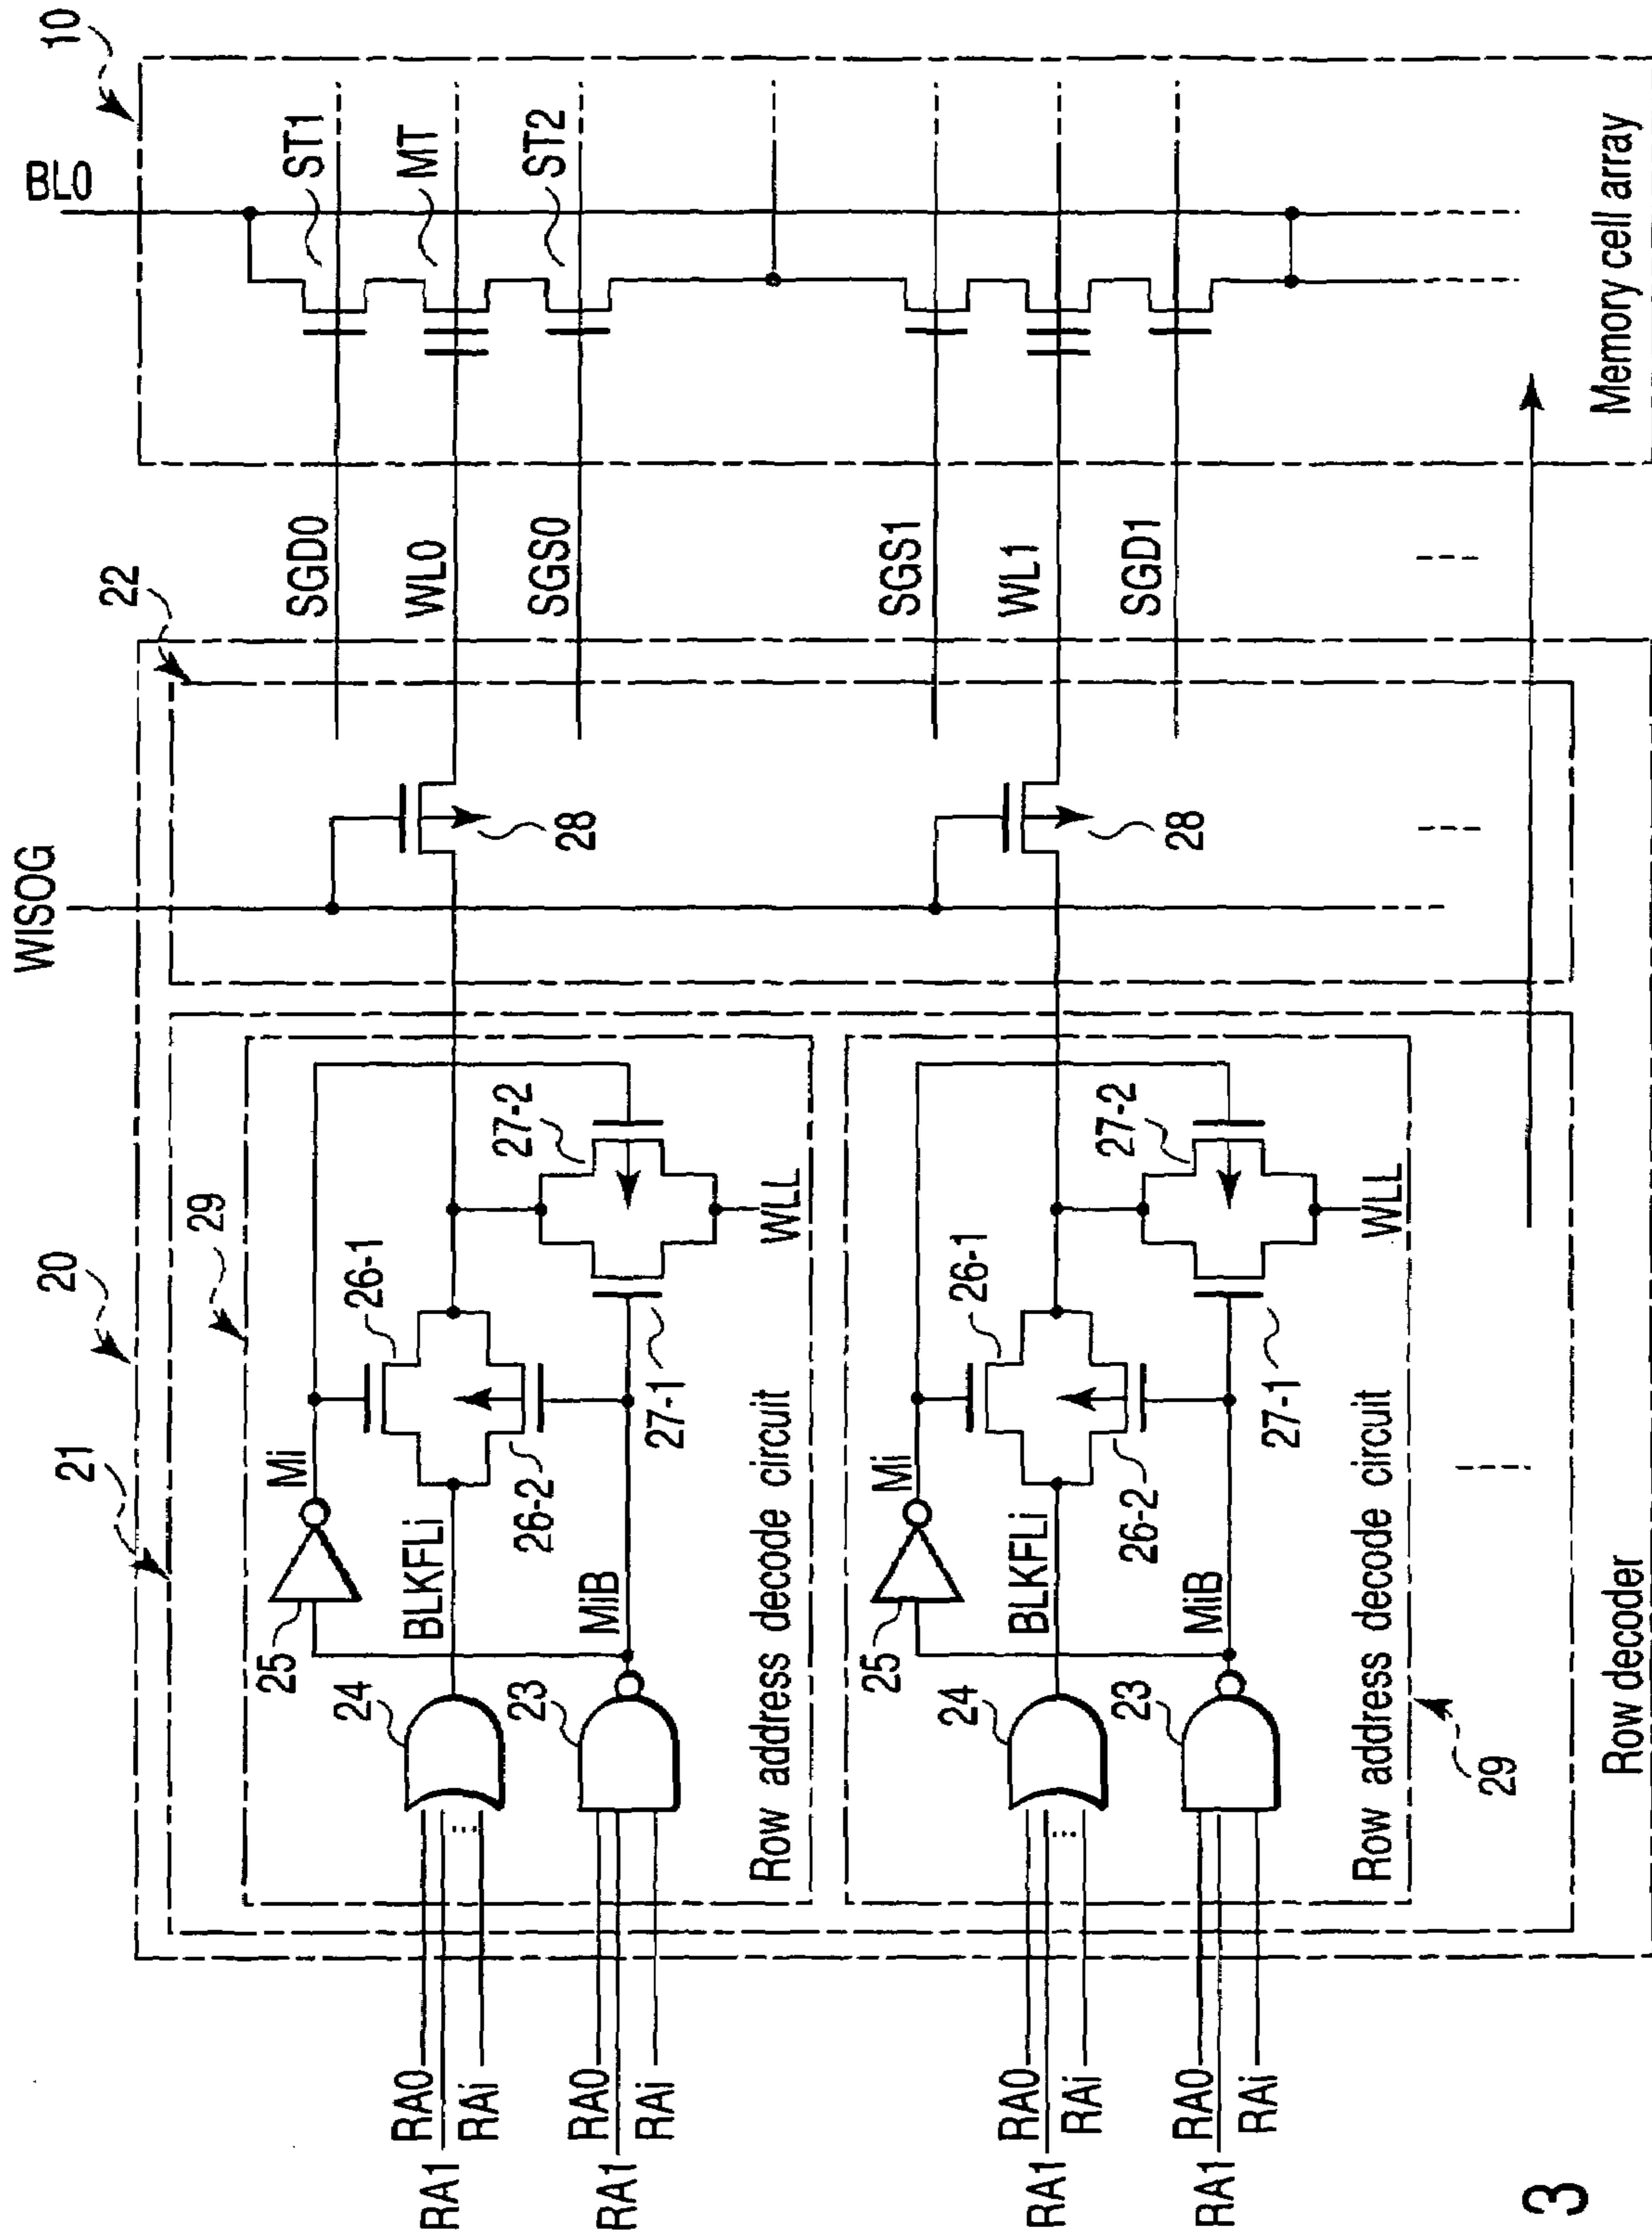 WISOG
BL0
10
22
20
21
29
SGD0
ST1
WL0
MT
SGS0
ST2
25
Mi
26-1
27-2
28
24
BLKFLi
26-2
23
MiB
27-1
WLL
RA0
RA1
RAi
RA0
RA1
RAi
Row address decode circuit
SGS1
WL1
SGD1
25
Mi
26-1
27-2
28
24
BLKFLi
26-2
23
MiB
27-1
WLL
RA0
RA1
RAi
RA0
RA1
RAi
Row address decode circuit
29
Row decoder
Memory cell array
3